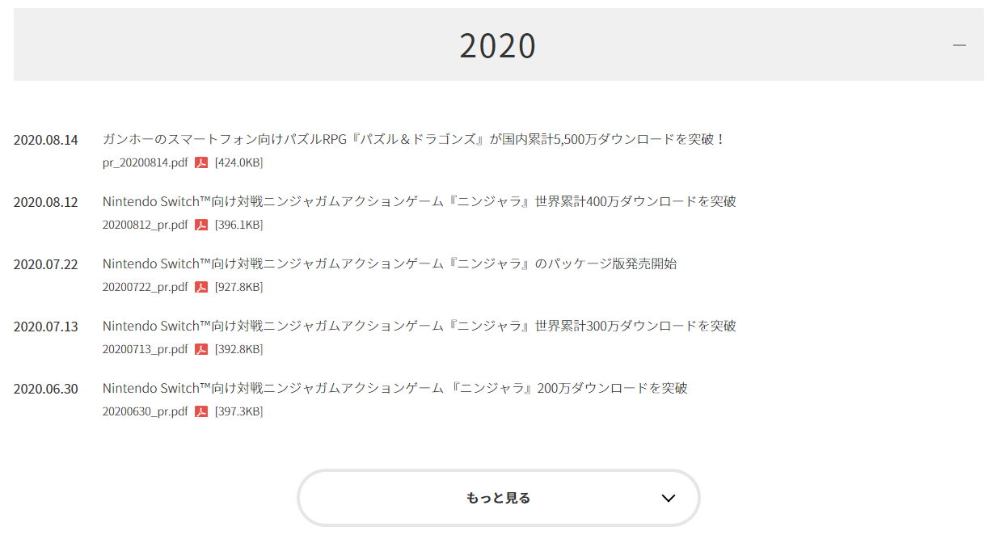 2020
2020.08.14 ガンホーのスマートフォン向けパズルRPG『パズル＆ドラゴンズ』が国内累計5,500万ダウンロードを突破！
pr_20200814.pdf [424.0KB]
2020.08.12 Nintendo Switch™向け対戦ニンジャガムアクションゲーム『ニンジャラ』世界累計400万ダウンロードを突破
20200812_pr.pdf [396.1KB]
2020.07.22 Nintendo Switch™向け対戦ニンジャガムアクションゲーム『ニンジャラ』のパッケージ版発売開始
20200722_pr.pdf [927.8KB]
2020.07.13 Nintendo Switch™向け対戦ニンジャガムアクションゲーム『ニンジャラ』世界累計300万ダウンロードを突破
20200713_pr.pdf [392.8KB]
2020.06.30 Nintendo Switch™向け対戦ニンジャガムアクションゲーム 『ニンジャラ』200万ダウンロードを突破
20200630_pr.pdf [397.3KB]
もっと見る